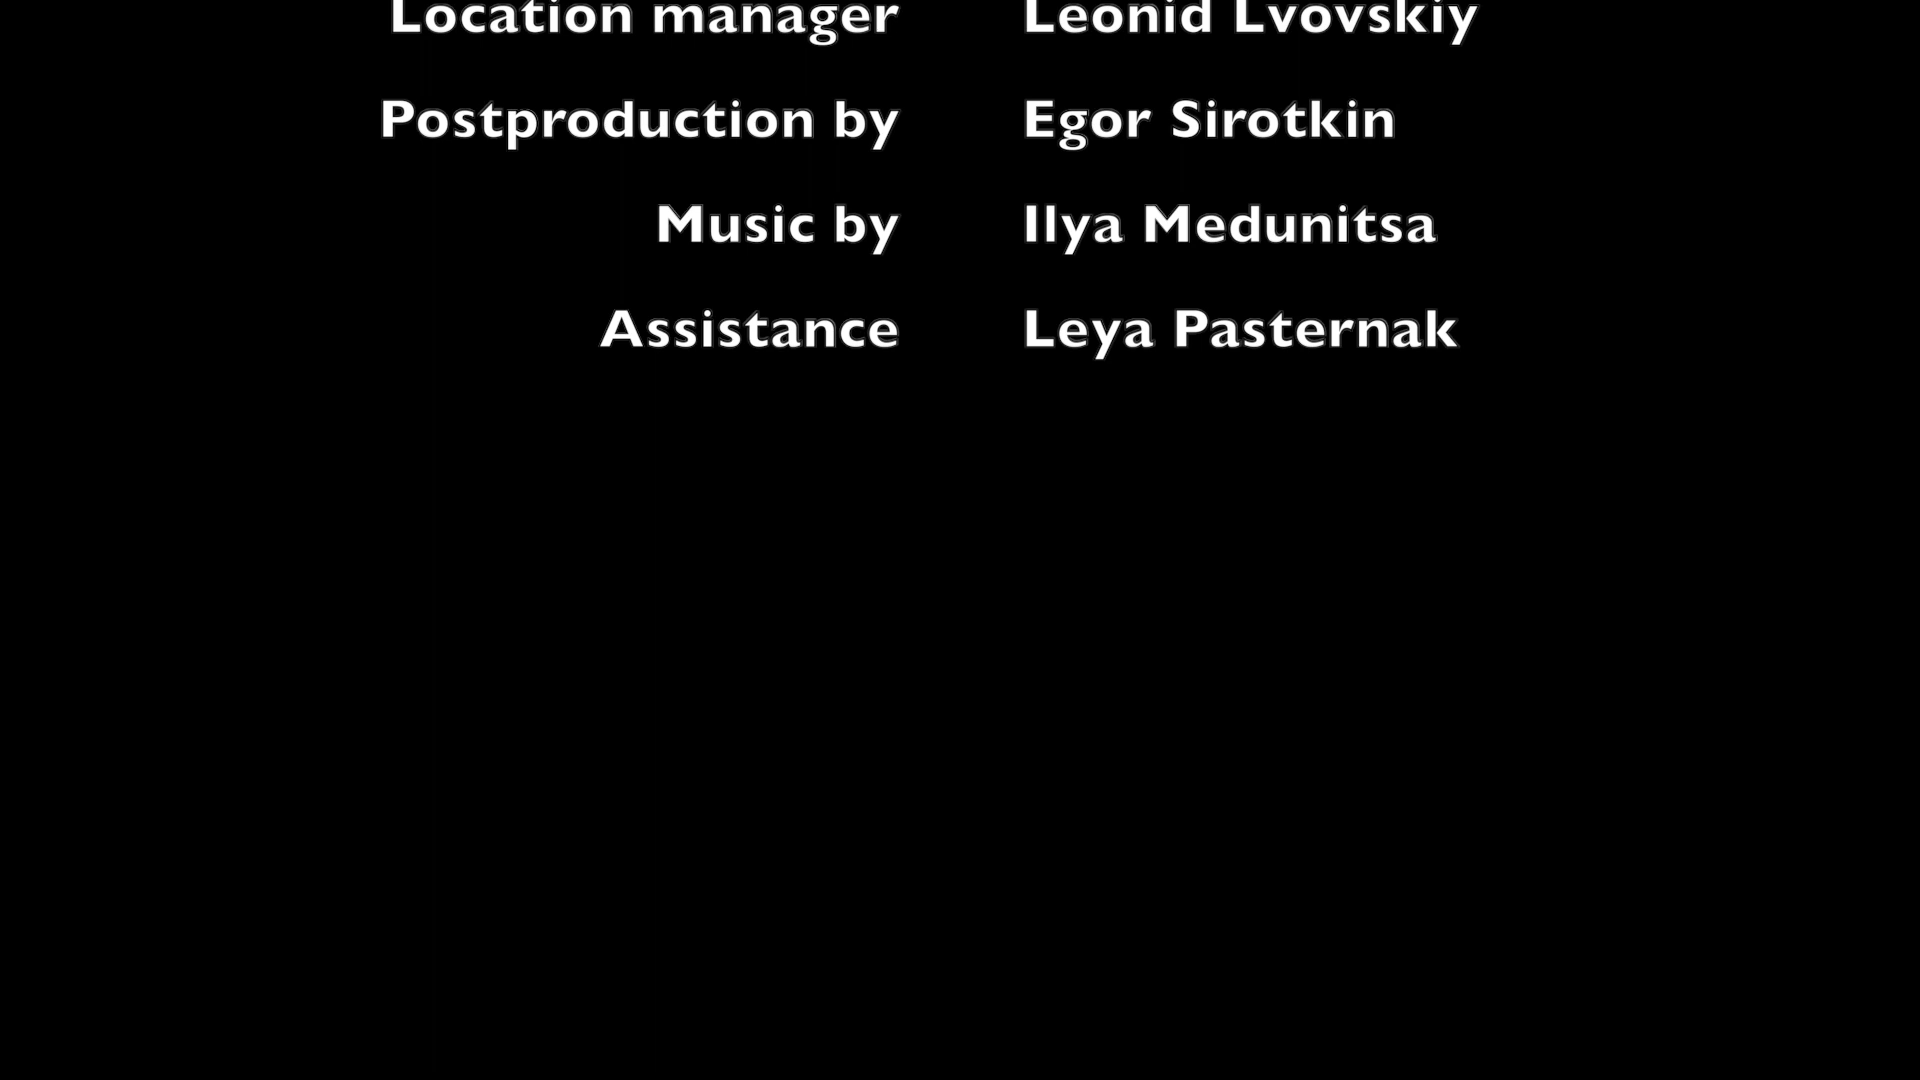 Location manager Leonid Lvovskiy
Postproduction by Egor Sirotkin
Music by Ilya Medunitsa
Assistance Leya Pasternak